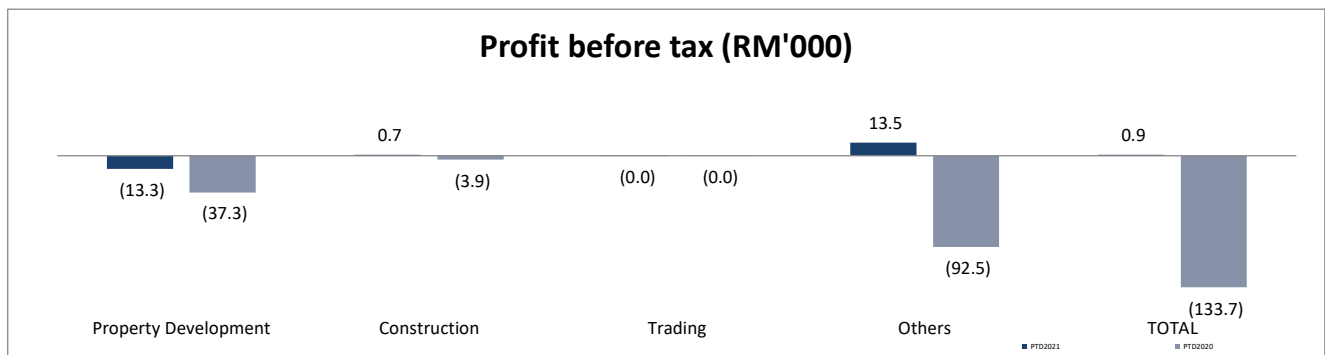 Profit before tax (RM'000)
0.7
13.5
0.9
(13.3)
(37.3)
(3.9)
(0.0)
(0.0)
(92.5)
(133.7)
Property Development
Construction
Trading
Others
TOTAL
PTD2021
PTD2020